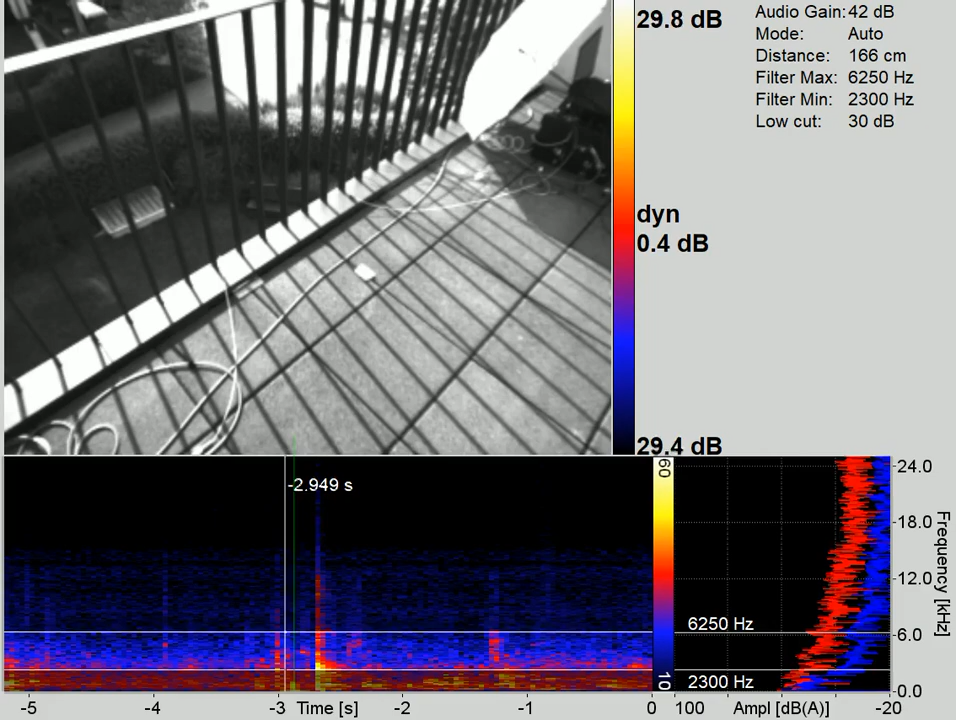 29.8 dB
dyn
0.4 dB
29.4 dB
Audio Gain: 42 dB
Mode: Auto
Distance: 166 cm
Filter Max: 6250 Hz
Filter Min: 2300 Hz
Low cut: 30 dB
-2.949 s
60
10
6250 Hz
2300 Hz
24.0
18.0
12.0
6.0
0.0
Frequency [kHz]
-5 -4 -3 Time [s] -2 -1 0
100 Ampl [dB(A)] -20